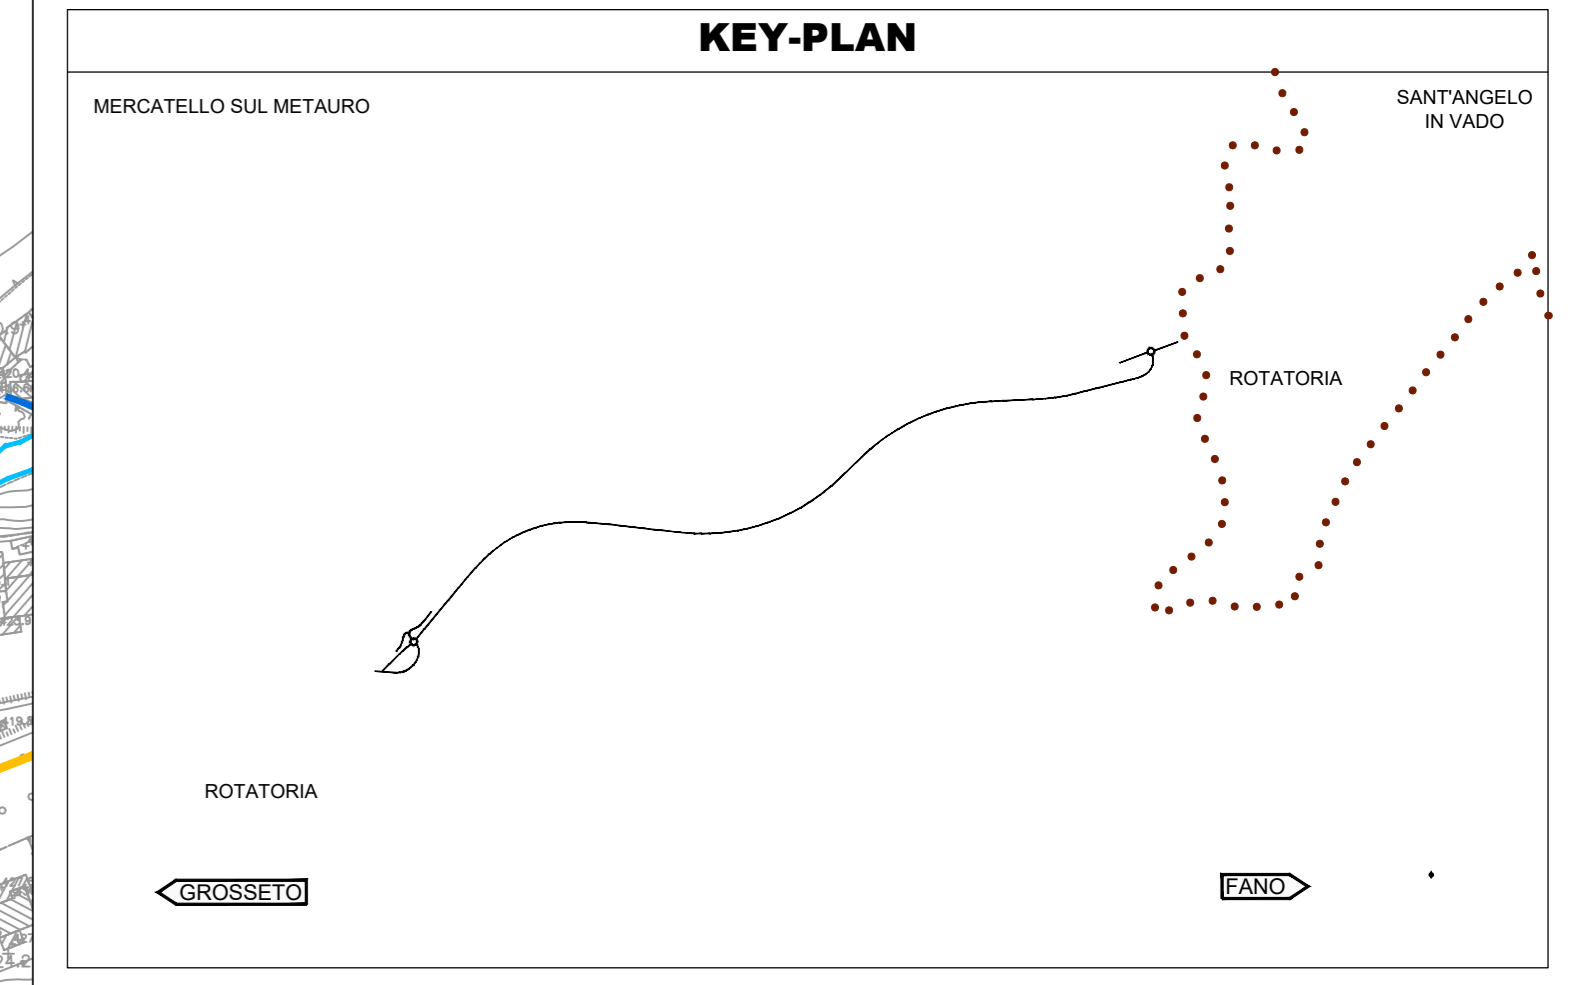 KEY-PLAN
MERCATELLO SUL METAURO
SANT'ANGELO
IN VADO
ROTATORIA
ROTATORIA
GROSSETO
FANO